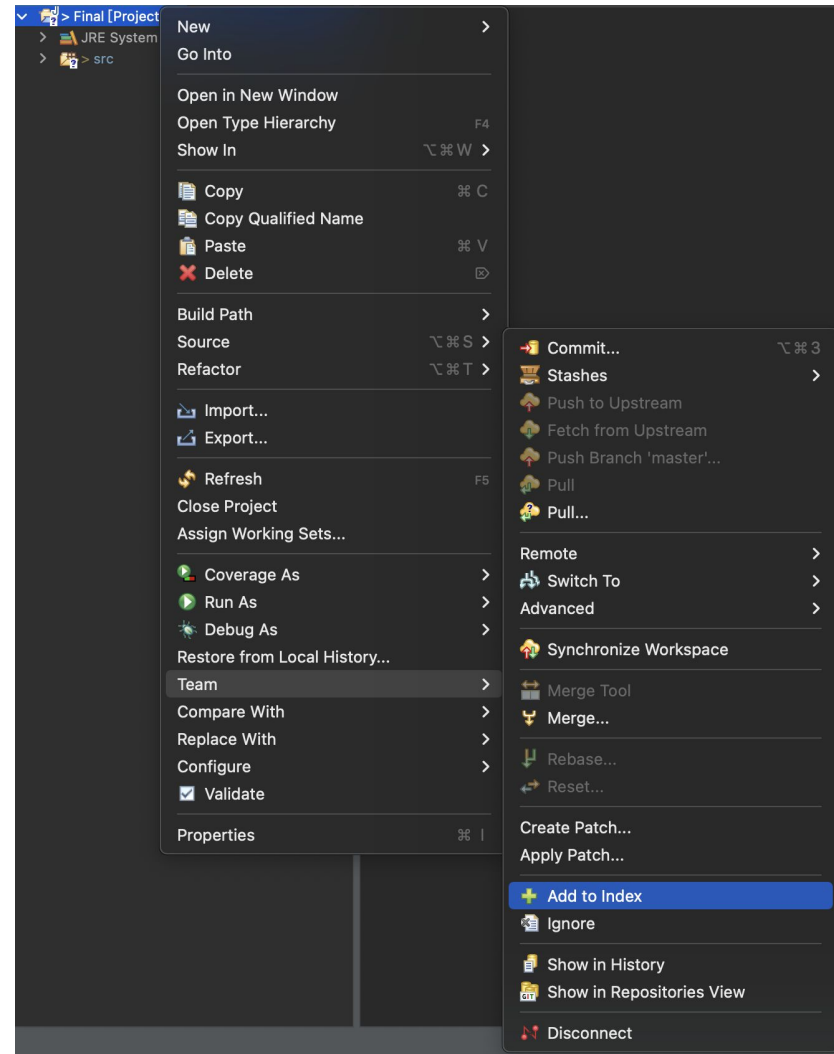 > Final [Project
JRE System
> src
New
Go Into
Open in New Window
Open Type Hierarchy F4
Show In ⌥⌘W
Copy ⌘C
Copy Qualified Name
Paste ⌘V
Delete ⌦
Build Path
Source ⌥⌘S
Refactor ⌥⌘T
Import...
Export...
Refresh F5
Close Project
Assign Working Sets...
Coverage As
Run As
Debug As
Restore from Local History...
Team
Compare With
Replace With
Configure
Validate
Properties ⌘I
Commit... ⌥⌘3
Stashes
Push to Upstream
Fetch from Upstream
Push Branch 'master'...
Pull
Pull...
Remote
Switch To
Advanced
Synchronize Workspace
Merge Tool
Merge...
Rebase...
Reset...
Create Patch...
Apply Patch...
Add to Index
Ignore
Show in History
GIT Show in Repositories View
Disconnect